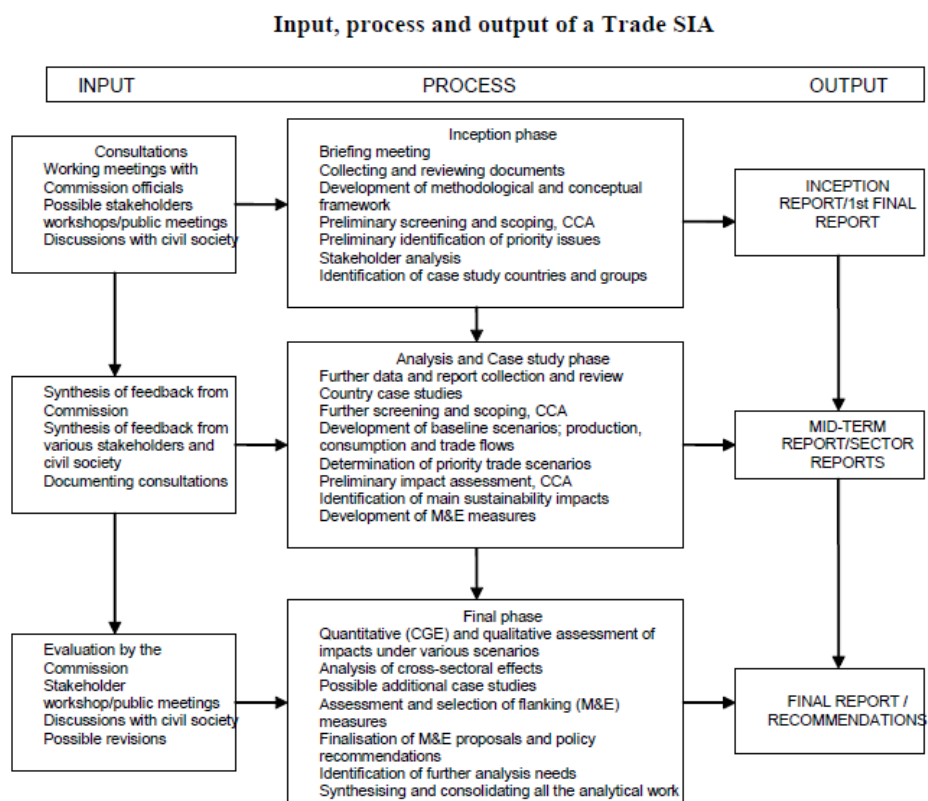 Input, process and output of a Trade SIA
INPUT
PROCESS
OUTPUT
Consultations
Working meetings with
Commission officials
Possible stakeholders
workshops/public meetings
Discussions with civil society
Inception phase
Briefing meeting
Collecting and reviewing documents
Development of methodological and conceptual
framework
Preliminary screening and scoping, CCA
Preliminary identification of priority issues
Stakeholder analysis
Identification of case study countries and groups
INCEPTION
REPORT/1st FINAL
REPORT
Synthesis of feedback from
Commission
Synthesis of feedback from
various stakeholders and
civil society
Documenting consultations
Analysis and Case study phase
Further data and report collection and review
Country case studies
Further screening and scoping, CCA
Development of baseline scenarios; production,
consumption and trade flows
Determination of priority trade scenarios
Preliminary impact assessment, CCA
Identification of main sustainability impacts
Development of M&E measures
MID-TERM
REPORT/SECTOR
REPORTS
Evaluation by the
Commission
Stakeholder
workshop/public meetings
Discussions with civil society
Possible revisions
Final phase
Quantitative (CGE) and qualitative assessment of
impacts under various scenarios
Analysis of cross-sectoral effects
Possible additional case studies
Assessment and selection of flanking (M&E)
measures
Finalisation of M&E proposals and policy
recommendations
Identification of further analysis needs
Synthesising and consolidating all the analytical work
FINAL REPORT /
RECOMMENDATIONS